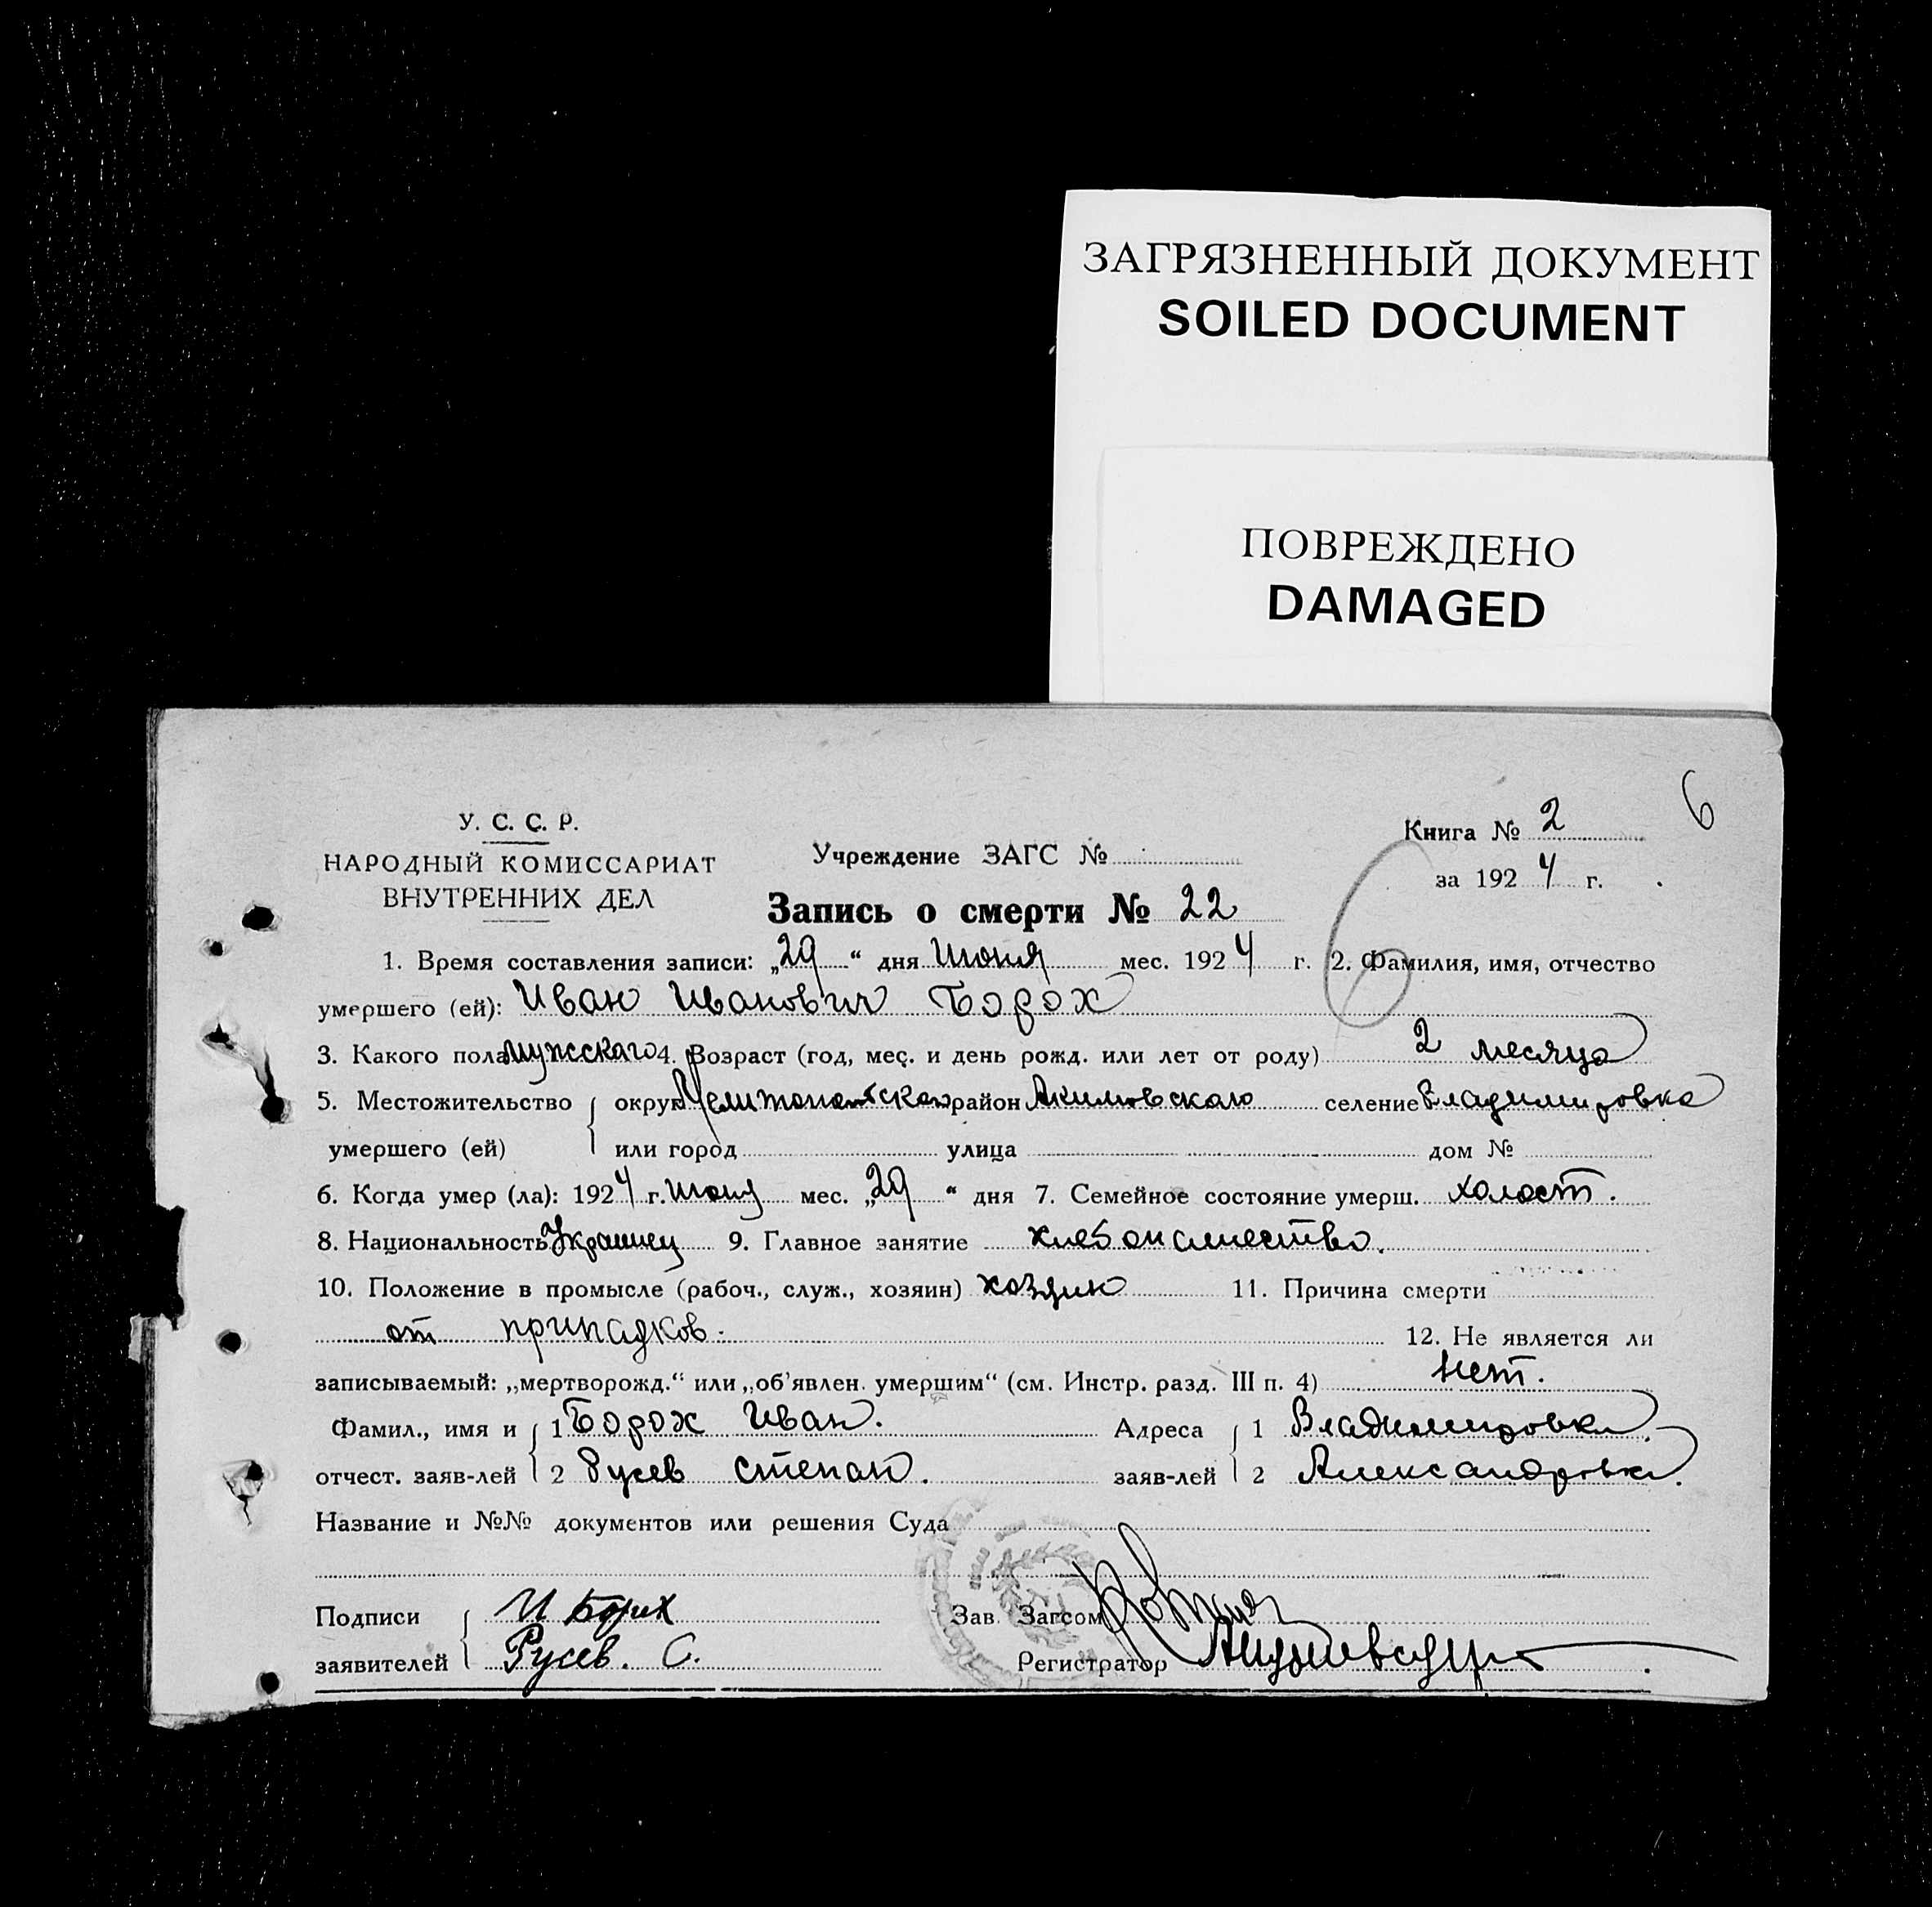 ЗАГРЯЗНЕННЫЙ ДОКУМЕНТ
SOILED DOCUMENT
ПОВРЕЖДЕНО
DAMAGED
6
У. С. С. Р.
НАРОДНЫЙ КОМИССАРИАТ
ВНУТРЕННИХ ДЕЛ
Учреждение ЗАГС №
Книга № 2
за 1924 г.
Запись о смерти № 22
1. Время составления записи: „29“ дня Июня мес. 1924 г. 2. Фамилия, имя, отчество
умершего (ей): Иван Иванович Борох
3. Какого пола мужскаго 4. Возраст (год, мес. и день рожд. или лет от роду) 2 месяца
5. Местожительство округ район Акимовскаго селение Владимировка
умершего (ей) или город улица дом №
6. Когда умер (ла): 1924 г. Июня мес. „29“ дня 7. Семейное состояние умерш. холост.
8. Национальность Украинец 9. Главное занятие хлебопашество.
10. Положение в промысле (рабоч., служ., хозяин) хозяин 11. Причина смерти
от припадков. 12. Не является ли
записываемый: „мертворожд.“ или „об'явлен. умершим“ (см. Инстр. разд. III п. 4) Нет.
Фамил., имя и 1 Борох Иван. Адреса 1 Владимировка.
отчест. заяв-лей 2 Русев Степан. заяв-лей 2 Александровка.
Название и №№ документов или решения Суда
Подписи И Борох Зав. Загсом
заявителей Русев. С. Регистратор